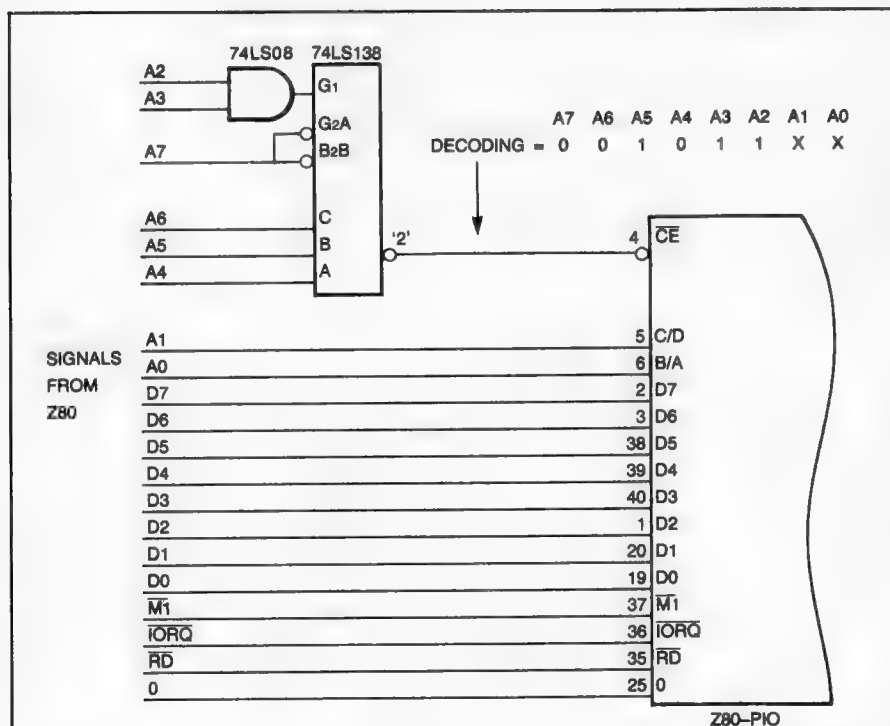 74LS08 74LS138
A2
A3
G1
G2A
A7
B2B
A7 A6 A5 A4 A3 A2 A1 A0
DECODING = 0 0 1 0 1 1 X X
A6 C
A5 B '2' 4 CE
A4 A
SIGNALS
FROM
Z80
A1 5 C/D
A0 6 B/A
D7 2 D7
D6 3 D6
D5 38 D5
D4 39 D4
D3 40 D3
D2 1 D2
D1 20 D1
D0 19 D0
M1 37 M1
IORQ 36 IORQ
RD 35 RD
0 25 0
Z80-PIO